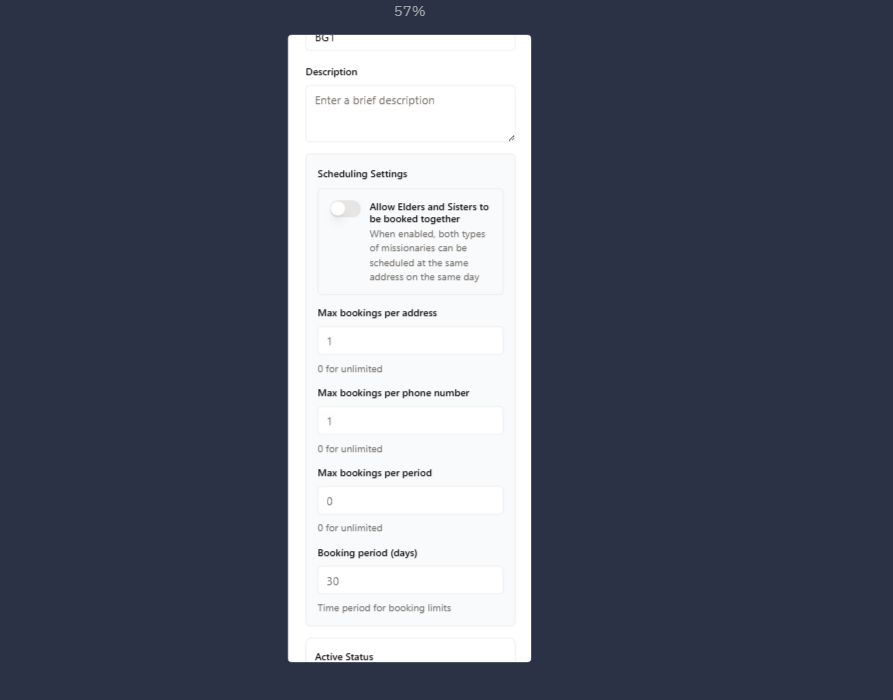 57%
BGT
Description
Enter a brief description
Scheduling Settings
Allow Elders and Sisters to
be booked together
When enabled, both types
of missionaries can be
scheduled at the same
address on the same day
Max bookings per address
1
0 for unlimited
Max bookings per phone number
1
0 for unlimited
Max bookings per period
0
0 for unlimited
Booking period (days)
30
Time period for booking limits
Active Status